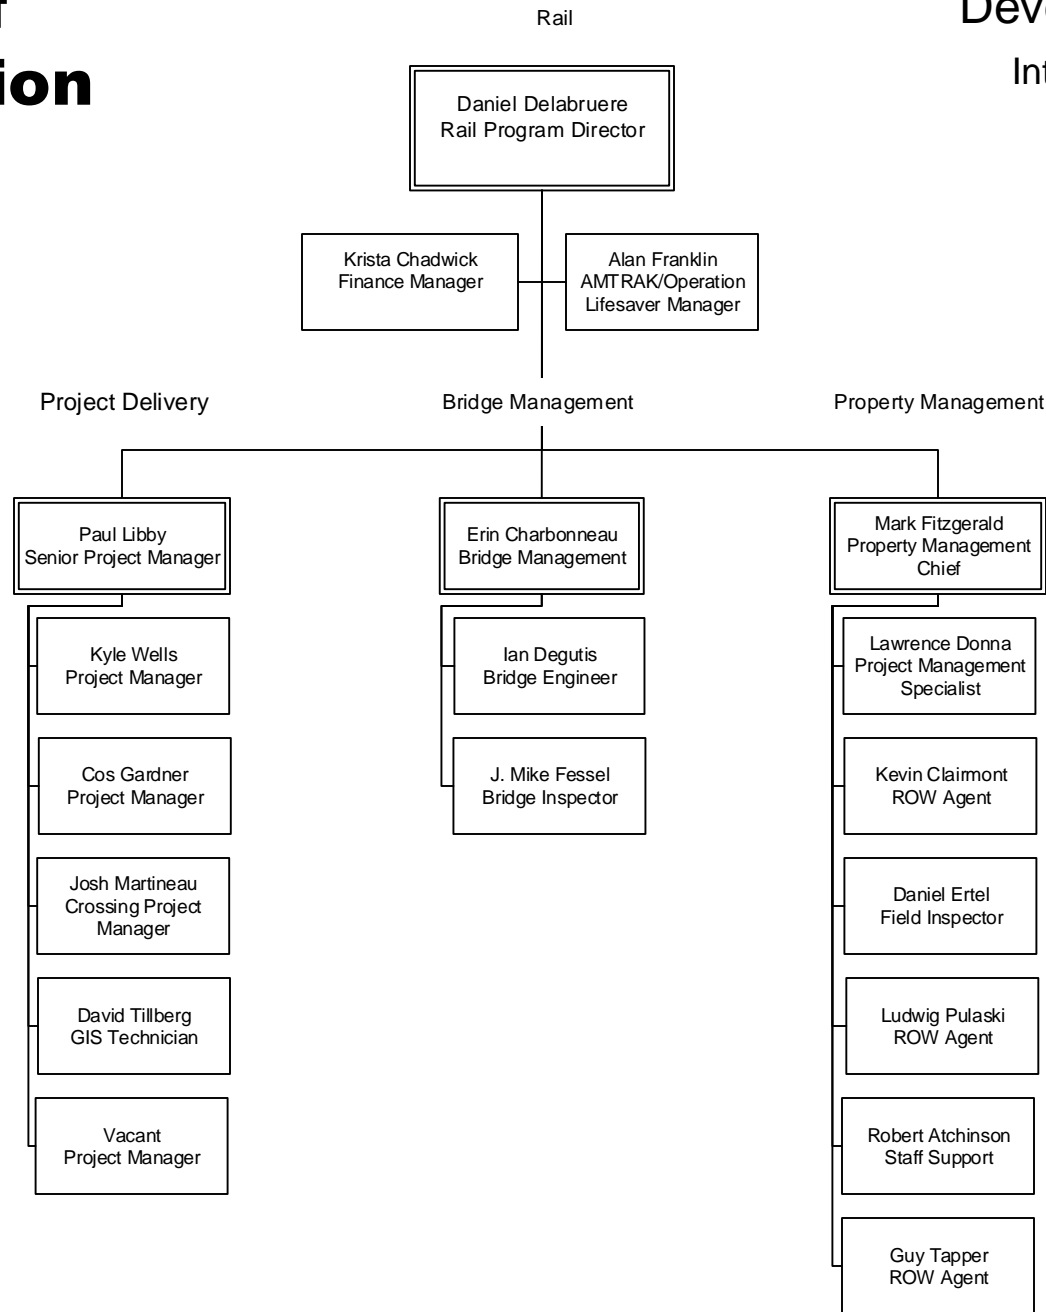 ion
Rail
Daniel Delabruere
Rail Program Director
Krista Chadwick
Finance Manager
Alan Franklin
AMTRAK/Operation
Lifesaver Manager
Project Delivery
Bridge Management
Property Management
Paul Libby
Senior Project Manager
Erin Charbonneau
Bridge Management
Mark Fitzgerald
Property Management
Chief
Kyle Wells
Project Manager
Cos Gardner
Project Manager
Josh Martineau
Crossing Project
Manager
David Tillberg
GIS Technician
Vacant
Project Manager
Ian Degutis
Bridge Engineer
J. Mike Fessel
Bridge Inspector
Lawrence Donna
Project Management
Specialist
Kevin Clairmont
ROW Agent
Daniel Ertel
Field Inspector
Ludwig Pulaski
ROW Agent
Robert Atchinson
Staff Support
Guy Tapper
ROW Agent